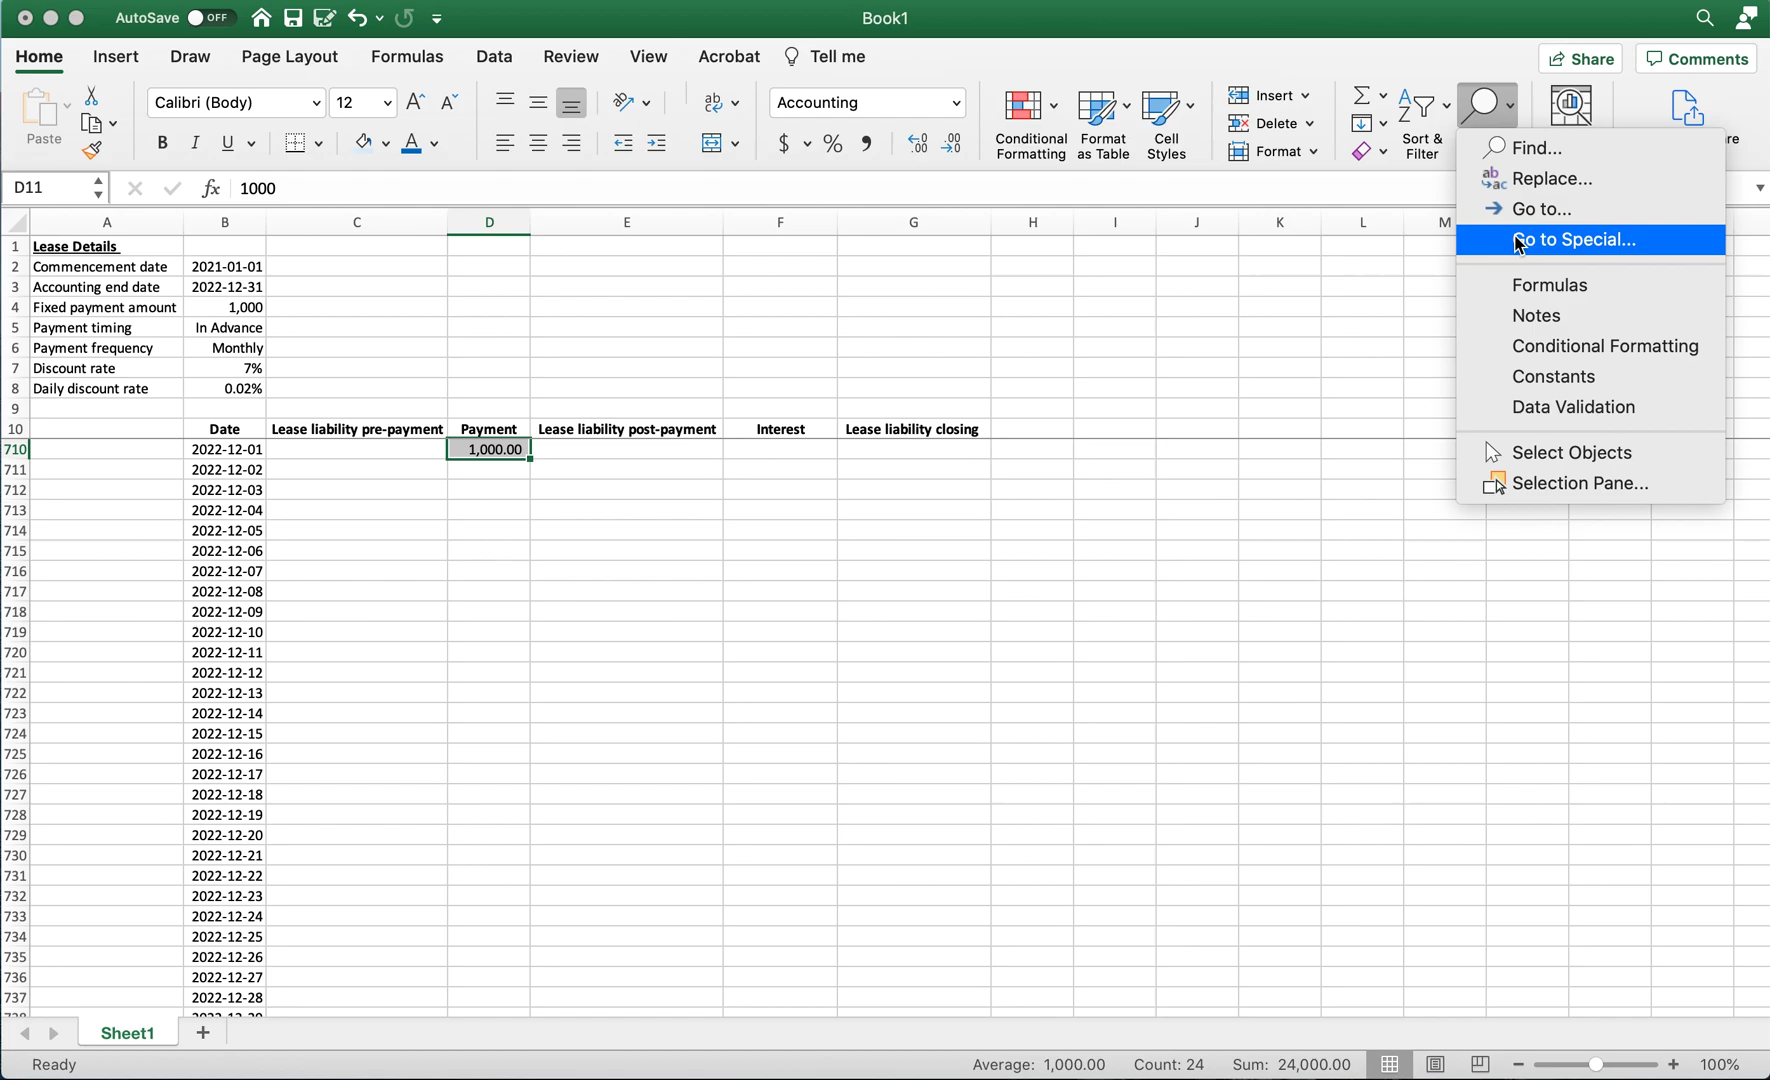 AutoSave OFF Book1
Home Insert Draw Page Layout Formulas Data Review View Acrobat Tell me Share Comments
Paste Calibri (Body) 12 Accounting Conditional Formatting Format as Table Cell Styles Insert Delete Format Sort & Filter
D11 fx 1000
Find...
Replace...
Go to...
Go to Special...
Formulas
Notes
Conditional Formatting
Constants
Data Validation
Select Objects
Selection Pane...
A B C D E F G H I J K L M
1 Lease Details
2 Commencement date 2021-01-01
3 Accounting end date 2022-12-31
4 Fixed payment amount 1,000
5 Payment timing In Advance
6 Payment frequency Monthly
7 Discount rate 7%
8 Daily discount rate 0.02%
9
10 Date Lease liability pre-payment Payment Lease liability post-payment Interest Lease liability closing
710 2022-12-01 1,000.00
711 2022-12-02
712 2022-12-03
713 2022-12-04
714 2022-12-05
715 2022-12-06
716 2022-12-07
717 2022-12-08
718 2022-12-09
719 2022-12-10
720 2022-12-11
721 2022-12-12
722 2022-12-13
723 2022-12-14
724 2022-12-15
725 2022-12-16
726 2022-12-17
727 2022-12-18
728 2022-12-19
729 2022-12-20
730 2022-12-21
731 2022-12-22
732 2022-12-23
733 2022-12-24
734 2022-12-25
735 2022-12-26
736 2022-12-27
737 2022-12-28
Sheet1
Ready Average: 1,000.00 Count: 24 Sum: 24,000.00 100%